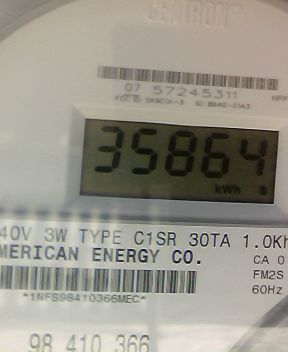 CENTRON®
07 57245311
35864
kWh
40V 3W TYPE C1SR 30TA 1.0Kh
MERICAN ENERGY CO.
CA 0
FM2S
60Hz
*1NFS98410366MEC*
98 410 366